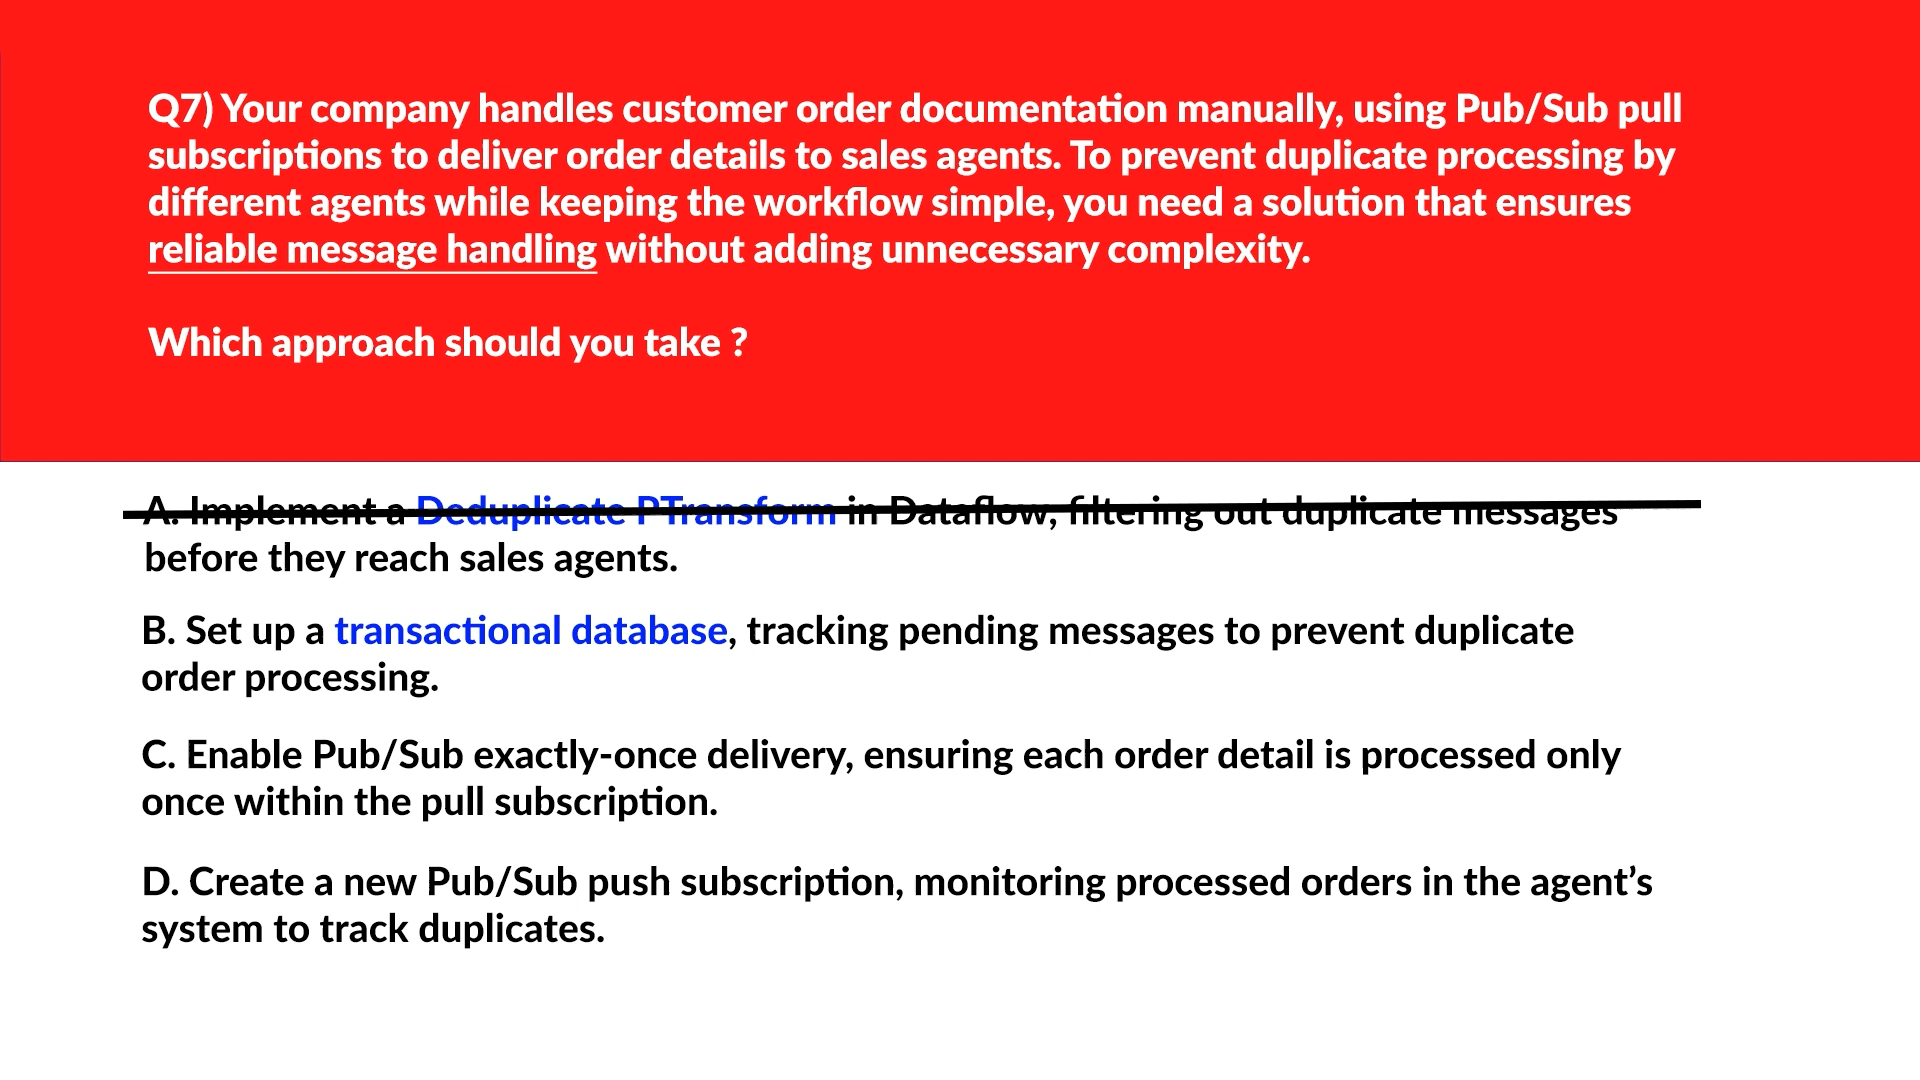 Q7) Your company handles customer order documentation manually, using Pub/Sub pull
subscriptions to deliver order details to sales agents. To prevent duplicate processing by
different agents while keeping the workflow simple, you need a solution that ensures
reliable message handling without adding unnecessary complexity.
Which approach should you take ?
A. Implement a Deduplicate PTransform in Dataflow, filtering out duplicate messages
before they reach sales agents.
B. Set up a transactional database, tracking pending messages to prevent duplicate
order processing.
C. Enable Pub/Sub exactly-once delivery, ensuring each order detail is processed only
once within the pull subscription.
D. Create a new Pub/Sub push subscription, monitoring processed orders in the agent’s
system to track duplicates.